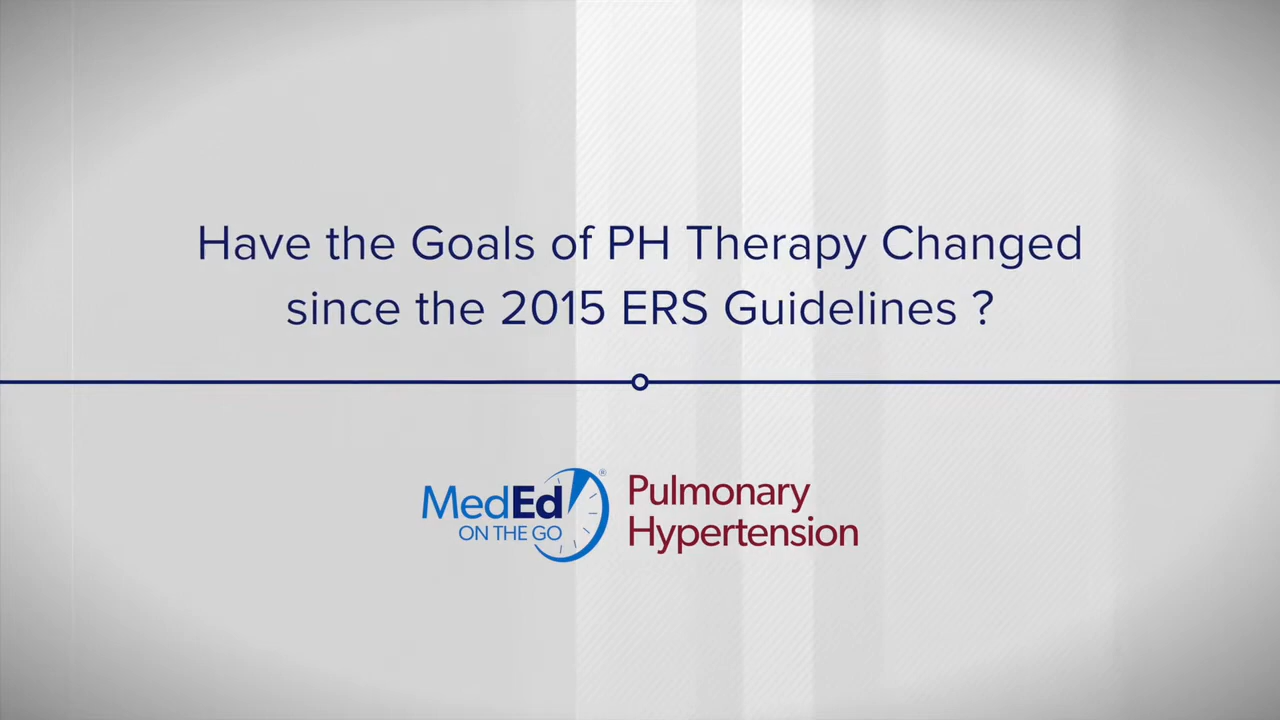 Have the Goals of PH Therapy Changed
since the 2015 ERS Guidelines ?
MedEd®
ON THE GO
Pulmonary
Hypertension